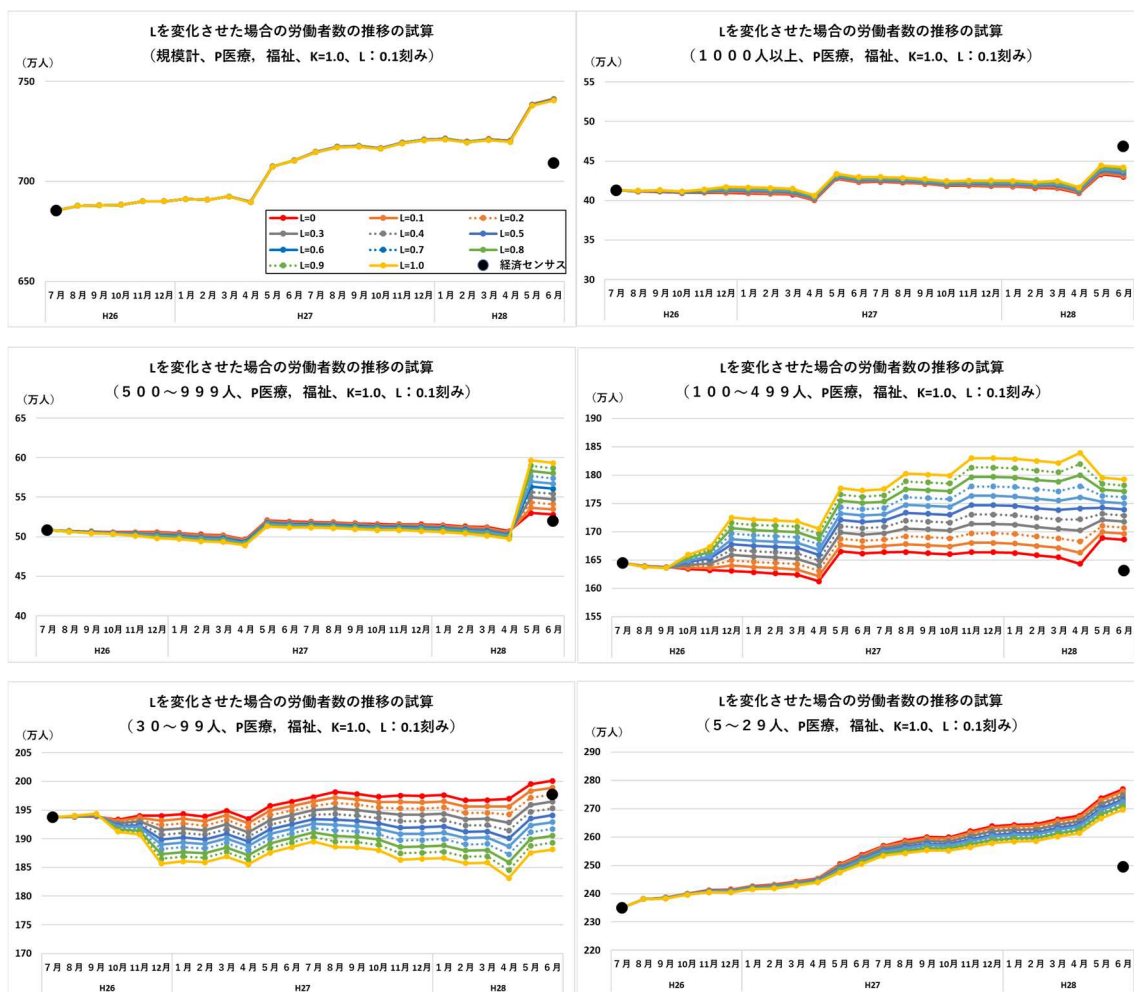 Lを変化させた場合の労働者数の推移の試算
（規模計、P医療，福祉、K=1.0、L：0.1刻み）
（万人）
750
700
650
L=0 L=0.1 L=0.2
L=0.3 L=0.4 L=0.5
L=0.6 L=0.7 L=0.8
L=0.9 L=1.0 経済センサス
7月 8月 9月 10月 11月 12月 1月 2月 3月 4月 5月 6月 7月 8月 9月 10月 11月 12月 1月 2月 3月 4月 5月 6月
H26 H27 H28
Lを変化させた場合の労働者数の推移の試算
（１０００人以上、P医療，福祉、K=1.0、L：0.1刻み）
（万人）
55
50
45
40
35
30
7月 8月 9月 10月 11月 12月 1月 2月 3月 4月 5月 6月 7月 8月 9月 10月 11月 12月 1月 2月 3月 4月 5月 6月
H26 H27 H28
Lを変化させた場合の労働者数の推移の試算
（５００～９９９人、P医療，福祉、K=1.0、L：0.1刻み）
（万人）
65
60
55
50
45
40
7月 8月 9月 10月 11月 12月 1月 2月 3月 4月 5月 6月 7月 8月 9月 10月 11月 12月 1月 2月 3月 4月 5月 6月
H26 H27 H28
Lを変化させた場合の労働者数の推移の試算
（１００～４９９人、P医療，福祉、K=1.0、L：0.1刻み）
（万人）
190
185
180
175
170
165
160
155
7月 8月 9月 10月 11月 12月 1月 2月 3月 4月 5月 6月 7月 8月 9月 10月 11月 12月 1月 2月 3月 4月 5月 6月
H26 H27 H28
Lを変化させた場合の労働者数の推移の試算
（３０～９９人、P医療，福祉、K=1.0、L：0.1刻み）
（万人）
205
200
195
190
185
180
175
170
7月 8月 9月 10月 11月 12月 1月 2月 3月 4月 5月 6月 7月 8月 9月 10月 11月 12月 1月 2月 3月 4月 5月 6月
H26 H27 H28
Lを変化させた場合の労働者数の推移の試算
（５～２９人、P医療，福祉、K=1.0、L：0.1刻み）
（万人）
290
280
270
260
250
240
230
220
7月 8月 9月 10月 11月 12月 1月 2月 3月 4月 5月 6月 7月 8月 9月 10月 11月 12月 1月 2月 3月 4月 5月 6月
H26 H27 H28